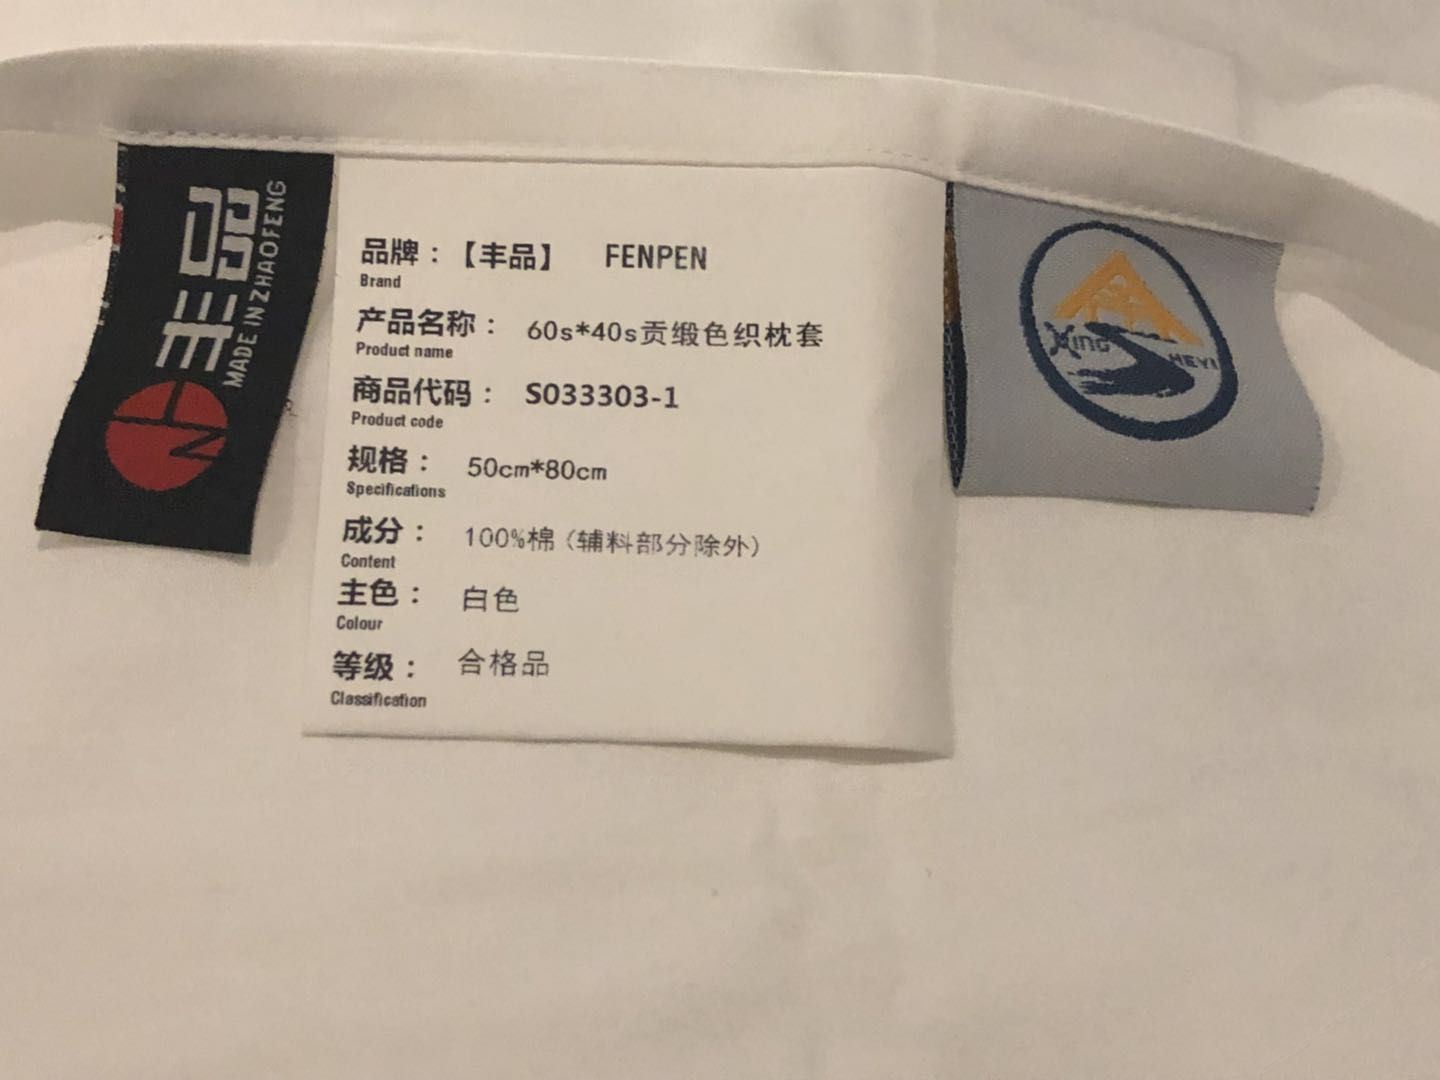 丰品
MADE IN ZHAOFENG
品牌：【丰品】 FENPEN
Brand
产品名称： 60s*40s贡缎色织枕套
Product name
商品代码： S033303-1
Product code
规格： 50cm*80cm
Specifications
成分： 100%棉（辅料部分除外）
Content
主色： 白色
Colour
等级： 合格品
Classification
XING
HEYI